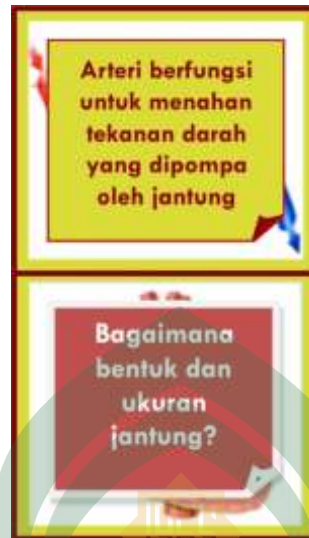 Arteri berfungsi
untuk menahan
tekanan darah
yang dipompa
oleh jantung
Bagaimana
bentuk dan
ukuran
jantung?